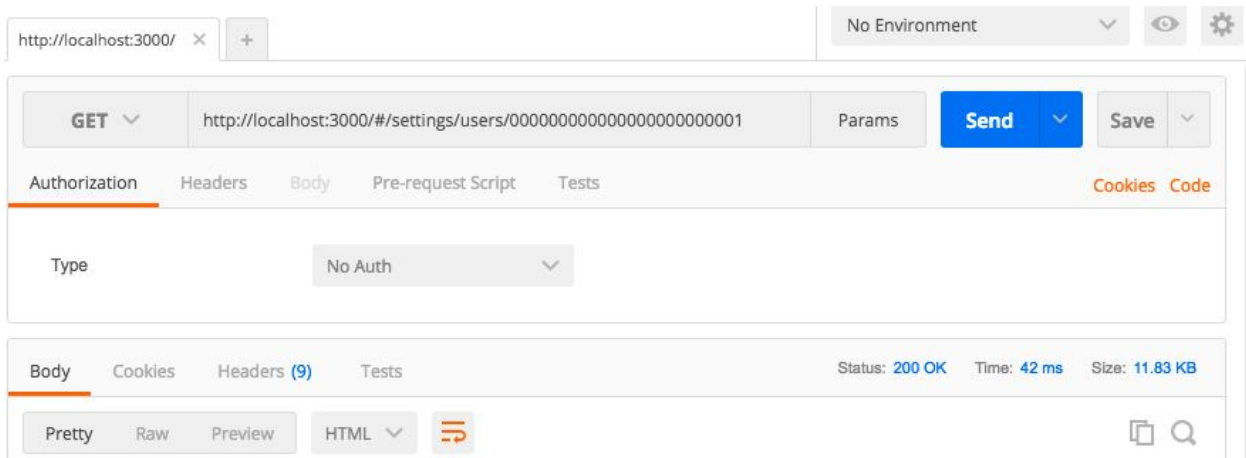 http://localhost:3000/ No Environment
GET http://localhost:3000/#/settings/users/000000000000000000000001 Params Send Save
Authorization Headers Body Pre-request Script Tests Cookies Code
Type No Auth
Body Cookies Headers (9) Tests Status: 200 OK Time: 42 ms Size: 11.83 KB
Pretty Raw Preview HTML